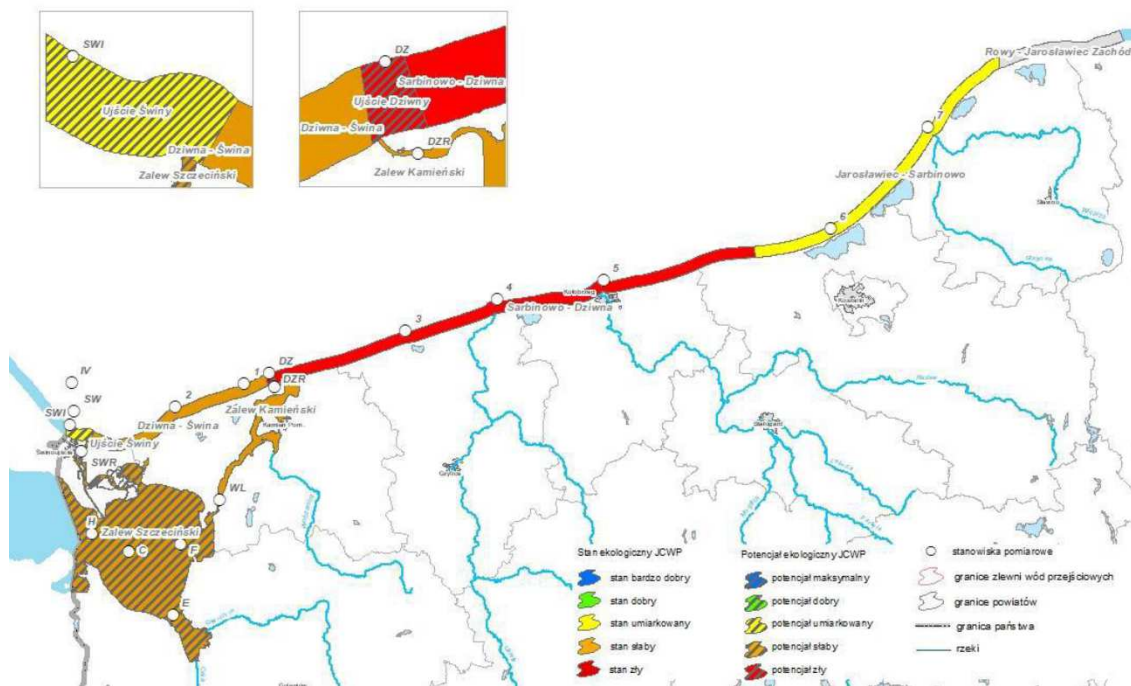 SWI
Ujście Świny
Dziwna - Świna
Zalew Szczeciński
DZ
Sarbinowo - Dziwna
Ujście Dziwny
Dziwna - Świna
DZR
Zalew Kamieński
Rowy - Jarosławiec Zachód
7
Jarosławiec - Sarbinowo
6
5
Kołobrzeg
4
Sarbinowo - Dziwna
3
DZ
1
DZR
2
Zalew Kamieński
Kamień Pom.
Dziwna - Świna
IV
SW
SWI
Ujście Świny
SWR
WL
H
Zalew Szczeciński
C
F
E
Stan ekologiczny JCWP
stan bardzo dobry
stan dobry
stan umiarkowany
stan słaby
stan zły
Potencjał ekologiczny JCWP
potencjał maksymalny
potencjał dobry
potencjał umiarkowany
potencjał słaby
potencjał zły
stanowiska pomiarowe
granice zlewni wód przejściowych
granice powiatów
granica państwa
rzeki